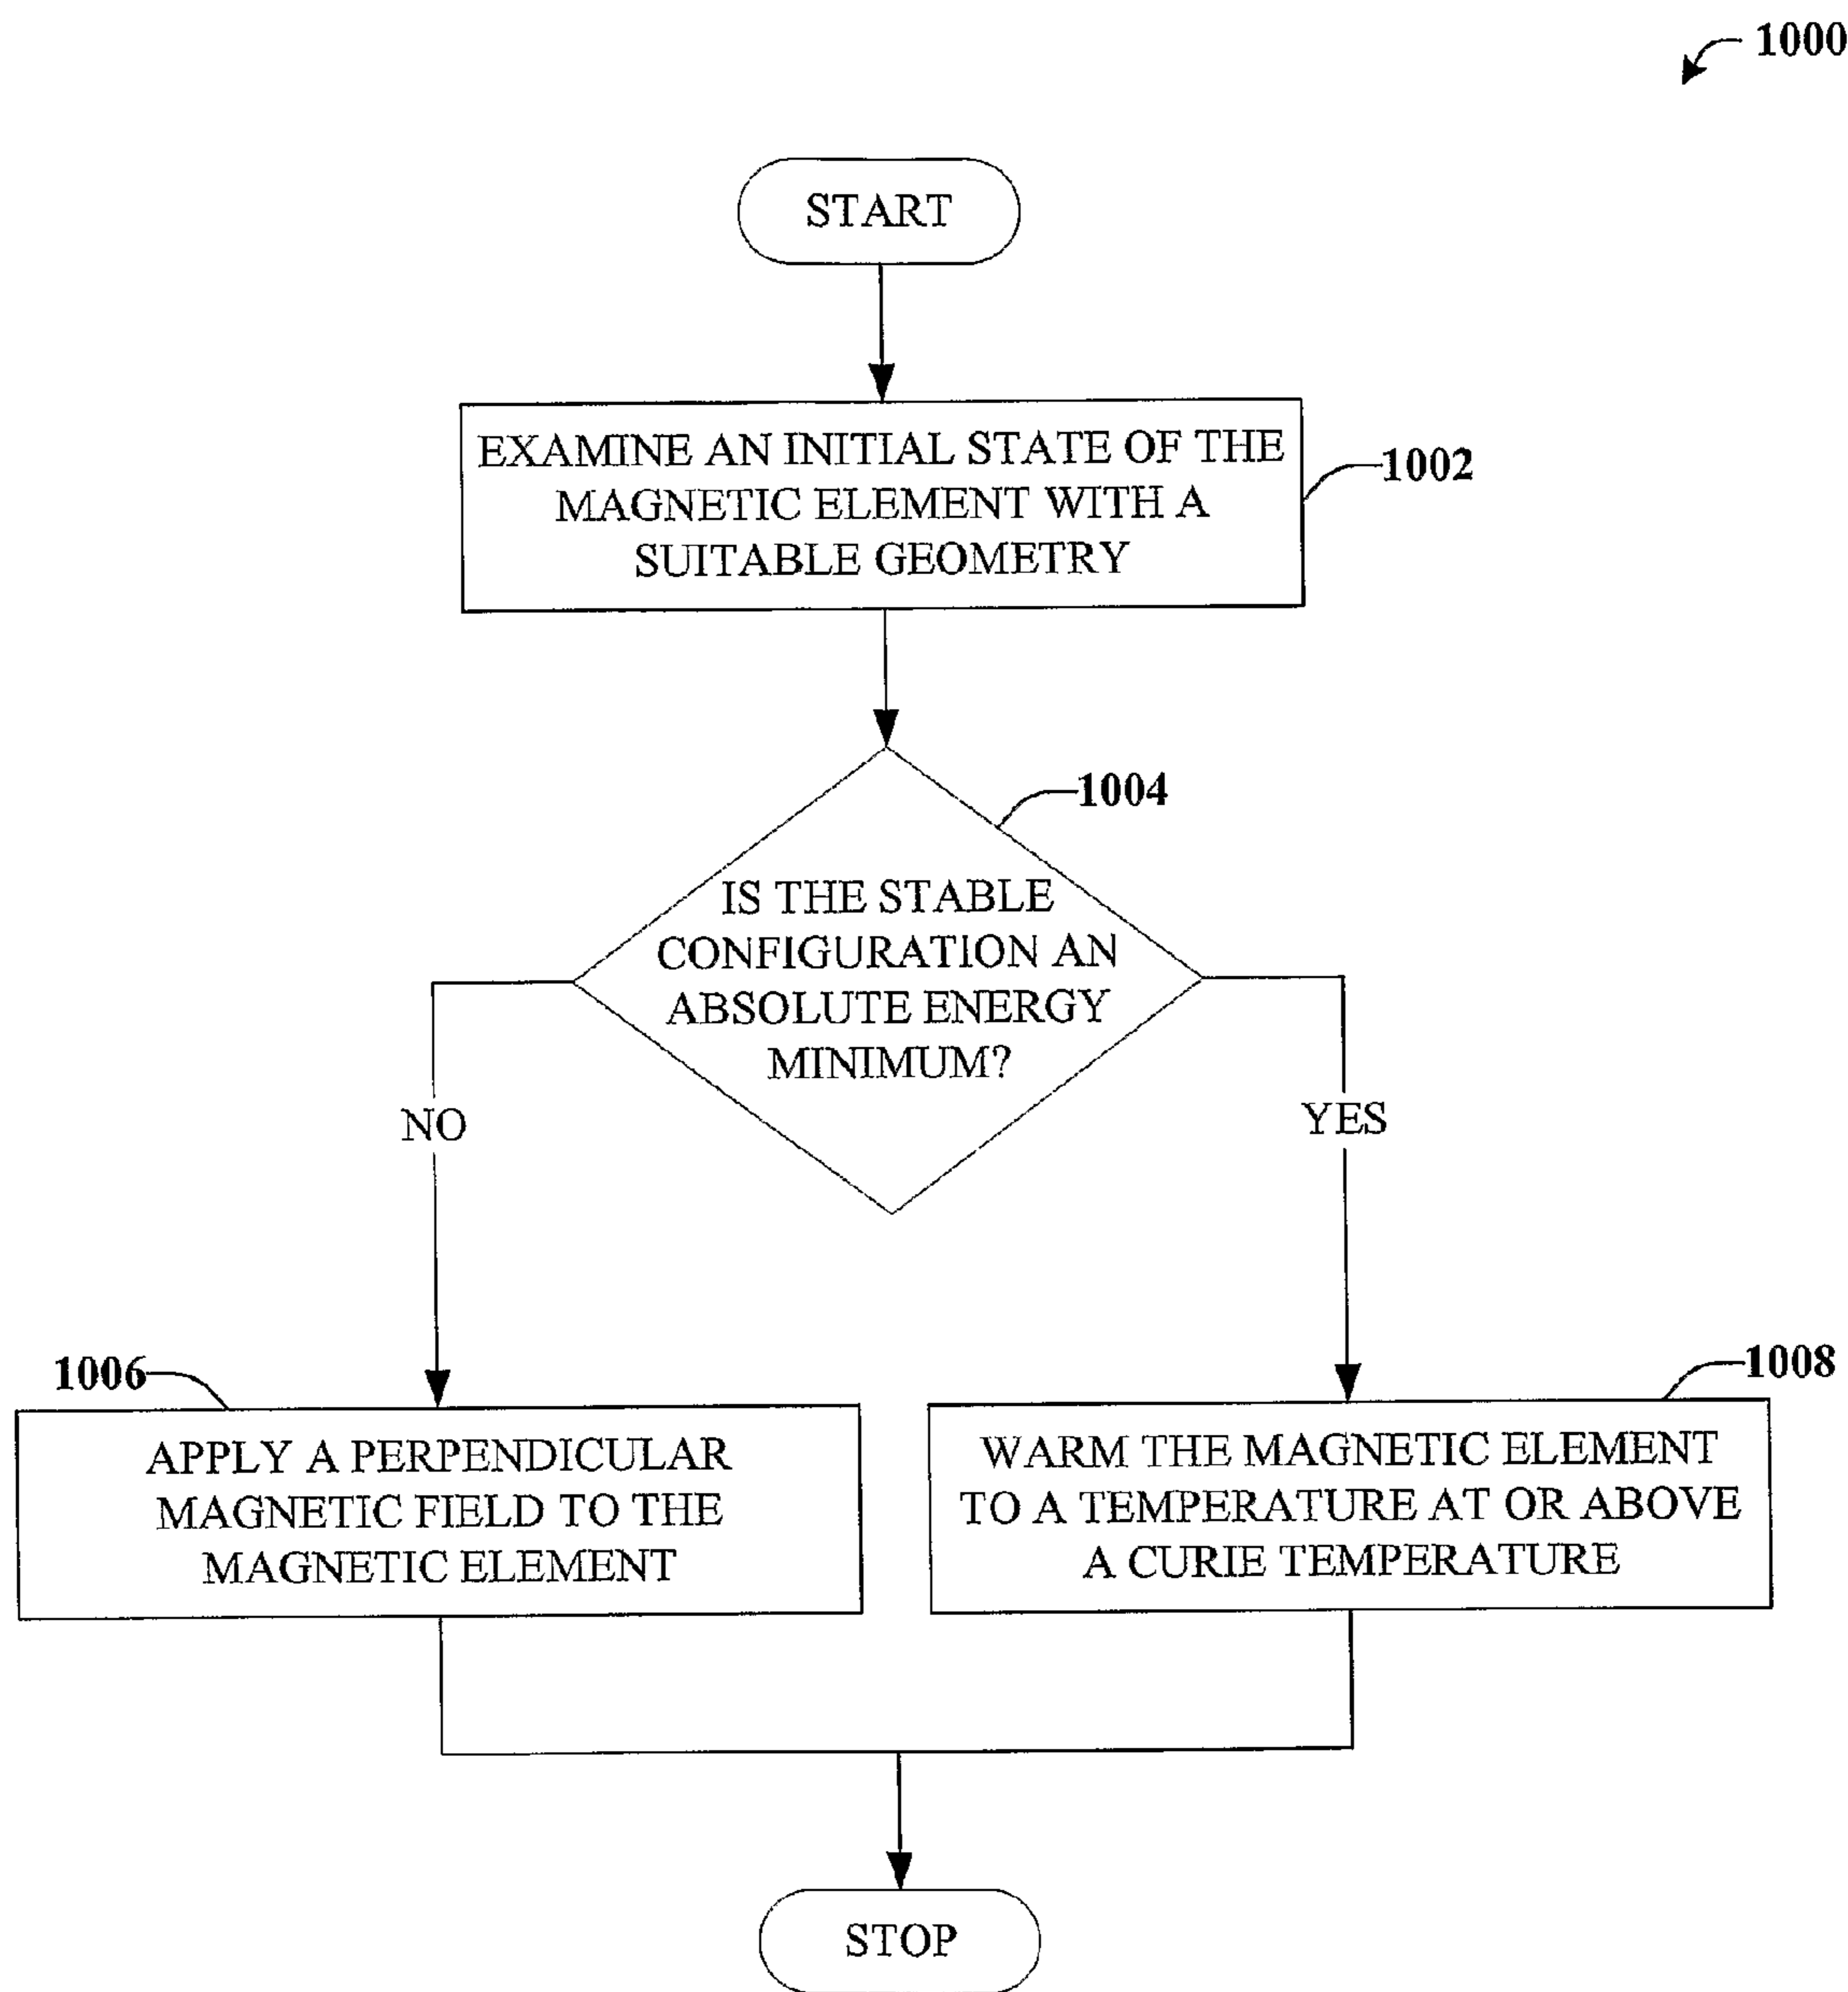 1000
START
EXAMINE AN INITIAL STATE OF THE
MAGNETIC ELEMENT WITH A
SUITABLE GEOMETRY
1002
1004
IS THE STABLE
CONFIGURATION AN
ABSOLUTE ENERGY
MINIMUM?
NO
YES
1006
APPLY A PERPENDICULAR
MAGNETIC FIELD TO THE
MAGNETIC ELEMENT
1008
WARM THE MAGNETIC ELEMENT
TO A TEMPERATURE AT OR ABOVE
A CURIE TEMPERATURE
STOP